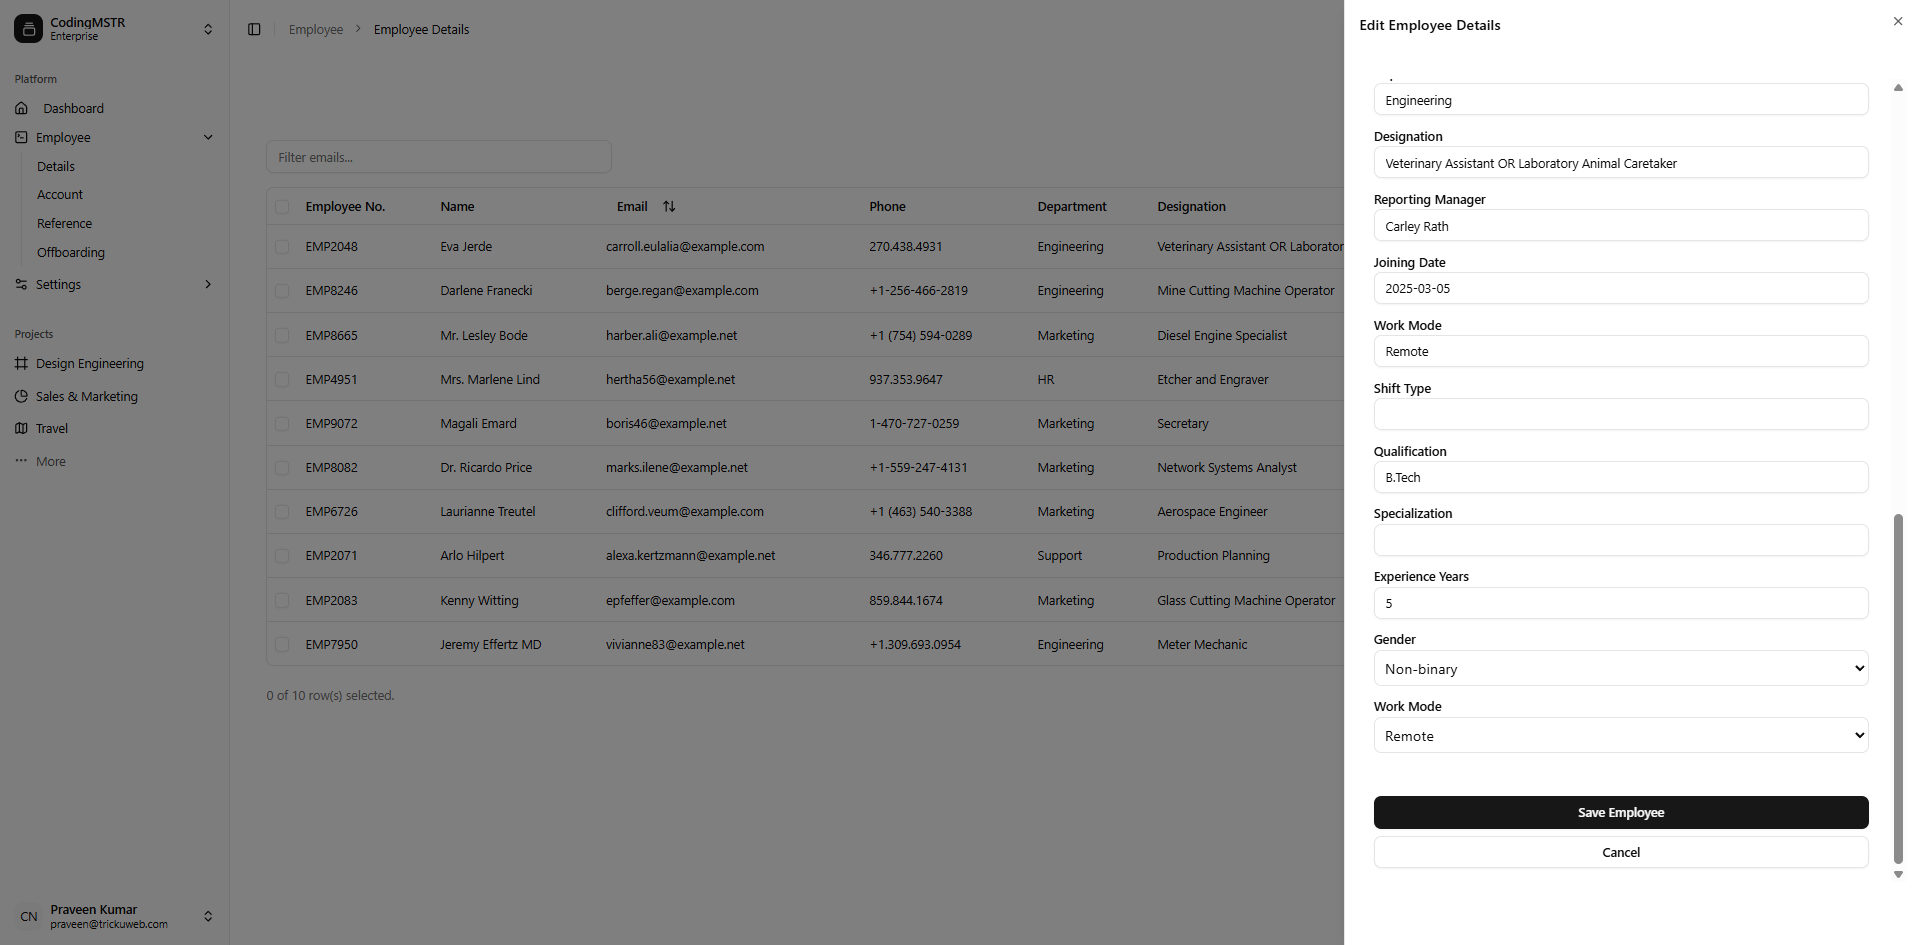 CodingMSTR
Enterprise
Platform
Dashboard
Employee
Details
Account
Reference
Offboarding
Settings
Projects
Design Engineering
Sales & Marketing
Travel
More
CN
Praveen Kumar
praveen@trickuweb.com
Employee > Employee Details
Filter emails...
Employee No. Name Email Phone Department Designation
EMP2048 Eva Jerde carroll.eulalia@example.com 270.438.4931 Engineering Veterinary Assistant OR Laborator
EMP8246 Darlene Franecki berge.regan@example.com +1-256-466-2819 Engineering Mine Cutting Machine Operator
EMP8665 Mr. Lesley Bode harber.ali@example.net +1 (754) 594-0289 Marketing Diesel Engine Specialist
EMP4951 Mrs. Marlene Lind hertha56@example.net 937.353.9647 HR Etcher and Engraver
EMP9072 Magali Emard boris46@example.net 1-470-727-0259 Marketing Secretary
EMP8082 Dr. Ricardo Price marks.ilene@example.net +1-559-247-4131 Marketing Network Systems Analyst
EMP6726 Laurianne Treutel clifford.veum@example.com +1 (463) 540-3388 Marketing Aerospace Engineer
EMP2071 Arlo Hilpert alexa.kertzmann@example.net 346.777.2260 Support Production Planning
EMP2083 Kenny Witting epfeffer@example.com 859.844.1674 Marketing Glass Cutting Machine Operator
EMP7950 Jeremy Effertz MD vivianne83@example.net +1.309.693.0954 Engineering Meter Mechanic
0 of 10 row(s) selected.
Edit Employee Details
Engineering
Designation
Veterinary Assistant OR Laboratory Animal Caretaker
Reporting Manager
Carley Rath
Joining Date
2025-03-05
Work Mode
Remote
Shift Type
Qualification
B.Tech
Specialization
Experience Years
5
Gender
Non-binary
Work Mode
Remote
Save Employee
Cancel